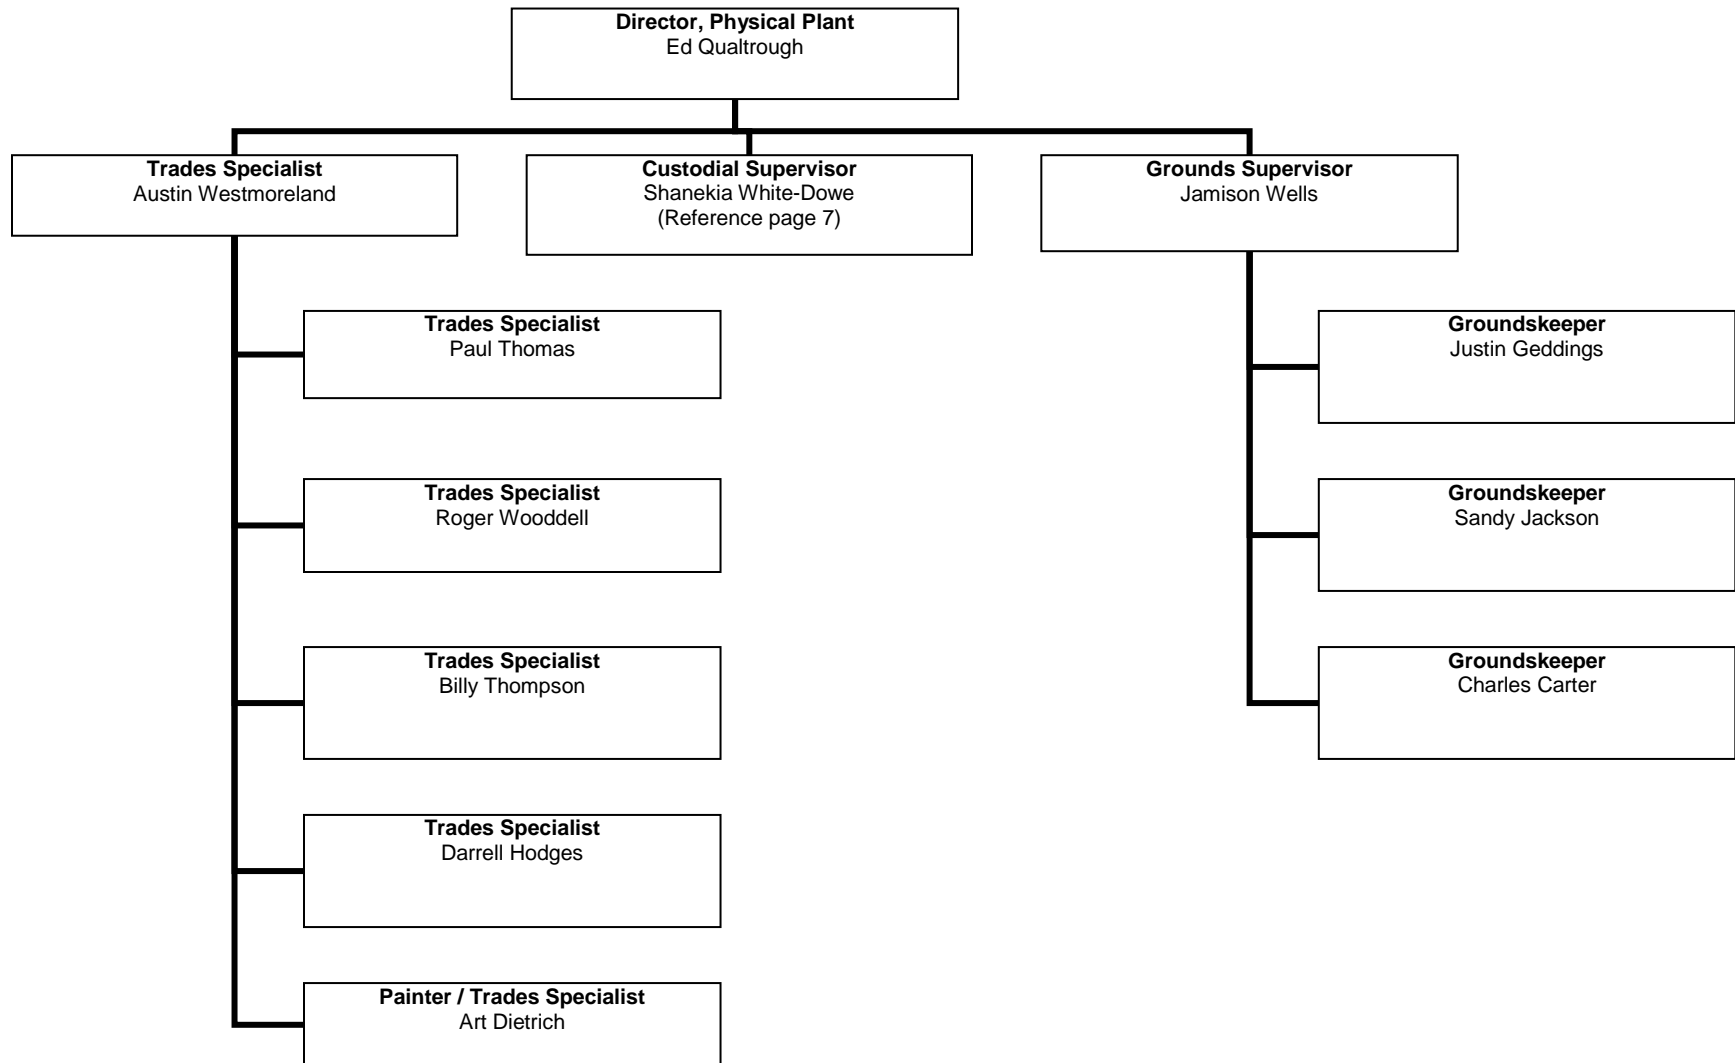 Director, Physical Plant
Ed Qualtrough
Trades Specialist
Austin Westmoreland
Custodial Supervisor
Shanekia White-Dowe
(Reference page 7)
Grounds Supervisor
Jamison Wells
Trades Specialist
Paul Thomas
Trades Specialist
Roger Wooddell
Trades Specialist
Billy Thompson
Trades Specialist
Darrell Hodges
Painter / Trades Specialist
Art Dietrich
Groundskeeper
Justin Geddings
Groundskeeper
Sandy Jackson
Groundskeeper
Charles Carter